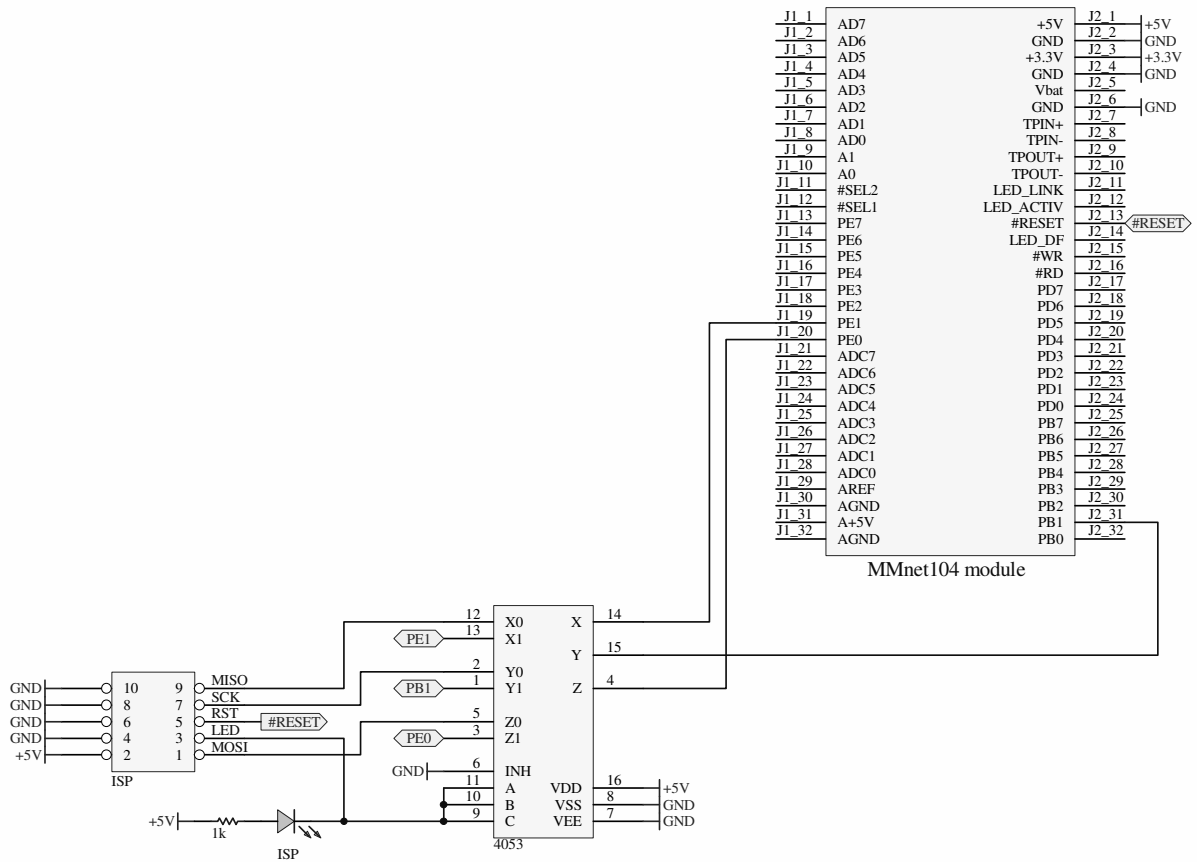 J1_1 AD7 +5V J2_1 +5V
J1_2 AD6 GND J2_2 GND
J1_3 AD5 +3.3V J2_3 +3.3V
J1_4 AD4 GND J2_4 GND
J1_5 AD3 Vbat J2_5
J1_6 AD2 GND J2_6 GND
J1_7 AD1 TPIN+ J2_7
J1_8 AD0 TPIN- J2_8
J1_9 A1 TPOUT+ J2_9
J1_10 A0 TPOUT- J2_10
J1_11 #SEL2 LED_LINK J2_11
J1_12 #SEL1 LED_ACTIV J2_12
J1_13 PE7 #RESET J2_13 #RESET
J1_14 PE6 LED_DF J2_14
J1_15 PE5 #WR J2_15
J1_16 PE4 #RD J2_16
J1_17 PE3 PD7 J2_17
J1_18 PE2 PD6 J2_18
J1_19 PE1 PD5 J2_19
J1_20 PE0 PD4 J2_20
J1_21 ADC7 PD3 J2_21
J1_22 ADC6 PD2 J2_22
J1_23 ADC5 PD1 J2_23
J1_24 ADC4 PD0 J2_24
J1_25 ADC3 PB7 J2_25
J1_26 ADC2 PB6 J2_26
J1_27 ADC1 PB5 J2_27
J1_28 ADC0 PB4 J2_28
J1_29 AREF PB3 J2_29
J1_30 AGND PB2 J2_30
J1_31 A+5V PB1 J2_31
J1_32 AGND PB0 J2_32
MMnet104 module
12 X0 X 14
PE1 13 X1
Y 15
2 Y0
PB1 1 Y1 Z 4
5 Z0
PE0 3 Z1
GND 6 INH
11 A VDD 16 +5V
10 B VSS 8 GND
9 C VEE 7 GND
4053
GND 10 9 MISO
GND 8 7 SCK
GND 6 5 RST #RESET
GND 4 3 LED
+5V 2 1 MOSI
ISP
+5V 1k
ISP